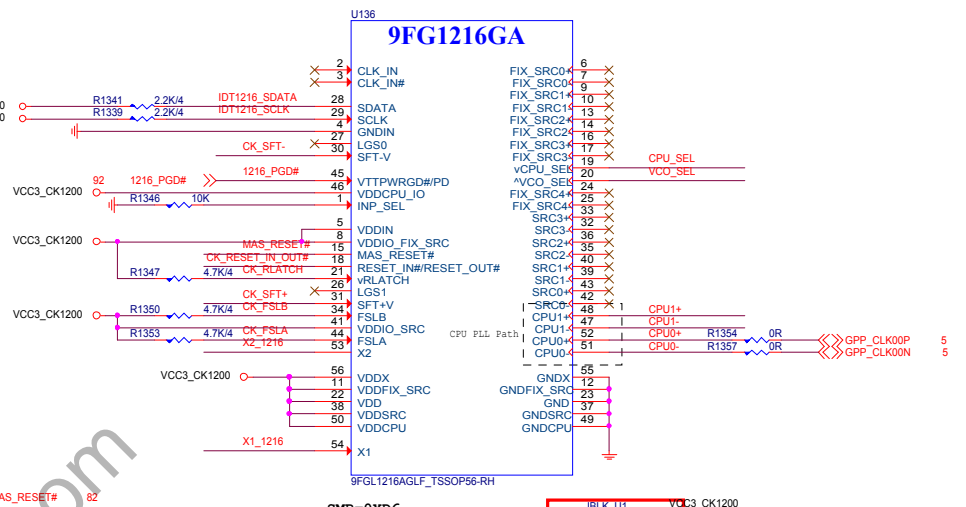 U136
9FG1216GA
2 CLK_IN FIX_SRC0+ 6
3 CLK_IN# FIX_SRC0- 7
FIX_SRC1+ 9
0 R1341 2.2K/4 IDT1216_SDATA 28 SDATA FIX_SRC1- 10
0 R1339 2.2K/4 IDT1216_SCLK 29 SCLK FIX_SRC2+ 13
4 GNDIN FIX_SRC2- 14
27 LGS0 FIX_SRC3+ 16
CK_SFT- 30 SFT-V FIX_SRC3- 17
vCPU_SEL 19 CPU_SEL
92 1216_PGD# 1216_PGD# 45 VTTPWRGD#/PD ^VCO_SEL 20 VCO_SEL
VCC3_CK1200 46 VDDCPU_IO FIX_SRC4+ 24
R1346 10K 1 INP_SEL FIX_SRC4- 25
SRC3+ 33
5 VDDIN SRC3- 32
VCC3_CK1200 8 VDDIO_FIX_SRC SRC2+ 36
MAS_RESET# 15 MAS_RESET# SRC2- 35
CK_RESET_IN_OUT# 18 RESET_IN#/RESET_OUT# SRC1+ 40
R1347 4.7K/4 CK_RLATCH 21 vRLATCH SRC1- 39
26 LGS1 SRC0+ 43
CK_SFT+ 31 SFT+V SRC0- 42
VCC3_CK1200 R1350 4.7K/4 CK_FSLB 34 FSLB CPU1+ 48 CPU1+
41 VDDIO_SRC CPU1- 47 CPU1-
R1353 4.7K/4 CK_FSLA 44 FSLA CPU PLL Path CPU0+ 52 CPU0+ R1354 0R GPP_CLK00P 5
X2_1216 53 X2 CPU0- 51 CPU0- R1357 0R GPP_CLK00N 5
VCC3_CK1200 56 VDDX GNDX 55
11 VDDFIX_SRC GNDFIX_SRC 12
22 VDD GND 23
38 VDDSRC GNDSRC 37
50 VDDCPU GNDCPU 49
X1_1216 54 X1
9FGL1216AGLF_TSSOP56-RH
AS_RESET# 82
com
VCC3_CK1200